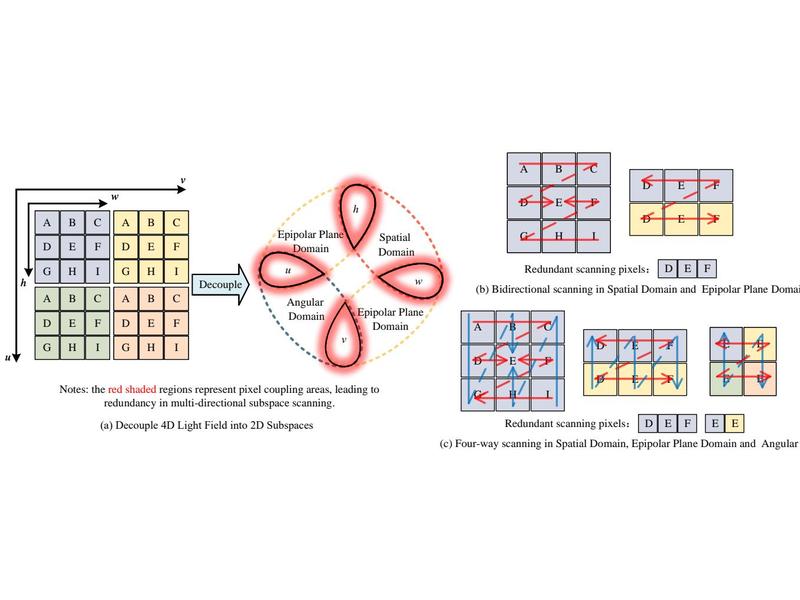 v
w
A B C A B C
D E F D E F
G H I G H I
h
A B C A B C
D E F D E F
G H I G H I
u
Decouple
h
Epipolar Plane
Domain
Spatial
Domain
u
w
Angular
Domain
Epipolar Plane
Domain
v
Notes: the red shaded regions represent pixel coupling areas, leading to
redundancy in multi-directional subspace scanning.
(a) Decouple 4D Light Field into 2D Subspaces
A B C
D E F
G H I
D E F
D E F
Redundant scanning pixels: D E F
(b) Bidirectional scanning in Spatial Domain and Epipolar Plane Domai
A B C
D E F
G H I
D E F
D E F
E E
E E
Redundant scanning pixels: D E F E E
(c) Four-way scanning in Spatial Domain, Epipolar Plane Domain and Angular